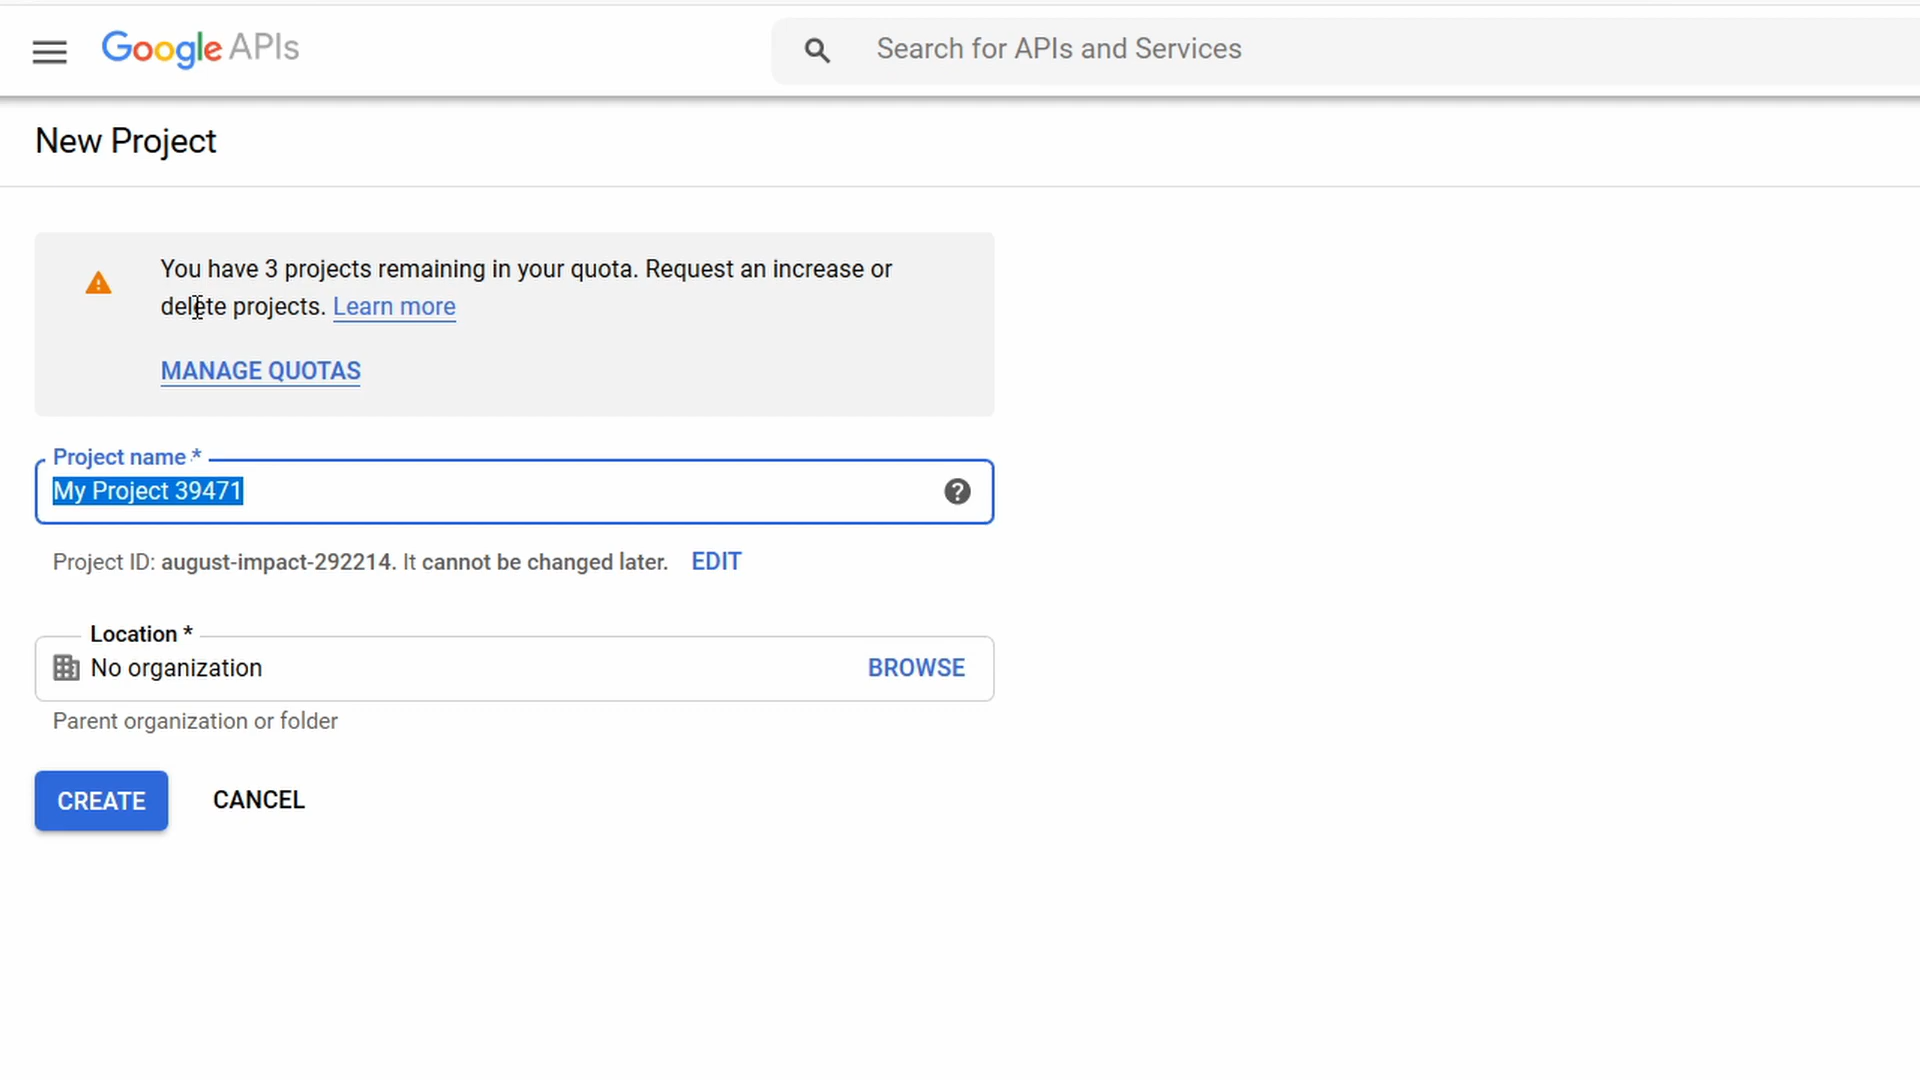 Google APIs
Search for APIs and Services
New Project
You have 3 projects remaining in your quota. Request an increase or
delete projects. Learn more
MANAGE QUOTAS
Project name *
My Project 39471
Project ID: august-impact-292214. It cannot be changed later. EDIT
Location *
No organization BROWSE
Parent organization or folder
CREATE CANCEL